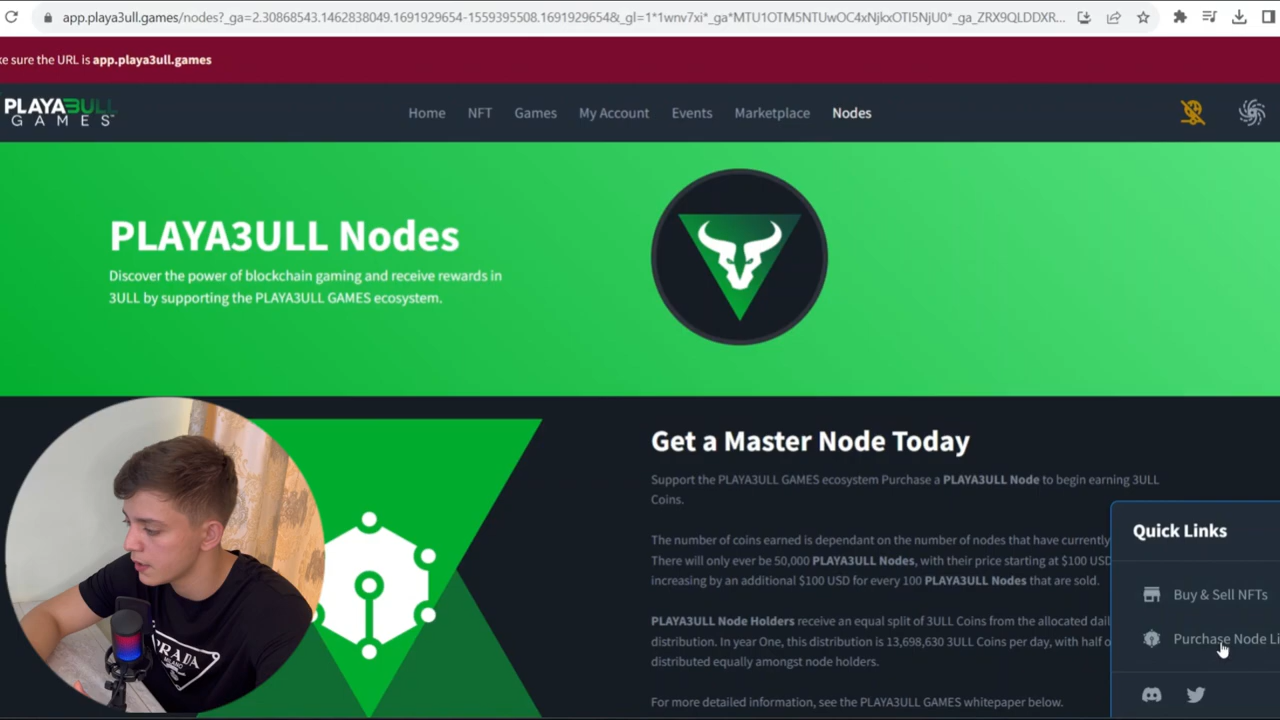 app.playa3ull.games/nodes?_ga=2.30868543.1462838049.1691929654-1559395508.1691929654&_gl=1*1wnv7xi*_ga*MTU1OTM5NTUwOC4xNjkxOTI5NjU0*_ga_ZRX9QLDDXR...
ke sure the URL is app.playa3ull.games
PLAYA3ULL
GAMES
Home NFT Games My Account Events Marketplace Nodes
PLAYA3ULL Nodes
Discover the power of blockchain gaming and receive rewards in
3ULL by supporting the PLAYA3ULL GAMES ecosystem.
Get a Master Node Today
Support the PLAYA3ULL GAMES ecosystem Purchase a PLAYA3ULL Node to begin earning 3ULL
Coins.
The number of coins earned is dependant on the number of nodes that have currently
There will only ever be 50,000 PLAYA3ULL Nodes, with their price starting at $100 USD
increasing by an additional $100 USD for every 100 PLAYA3ULL Nodes that are sold.
PLAYA3ULL Node Holders receive an equal split of 3ULL Coins from the allocated dail
distribution. In year One, this distribution is 13,698,630 3ULL Coins per day, with half o
distributed equally amongst node holders.
For more detailed information, see the PLAYA3ULL GAMES whitepaper below.
Quick Links
Buy & Sell NFTs
Purchase Node Li
PRADA
MILANO